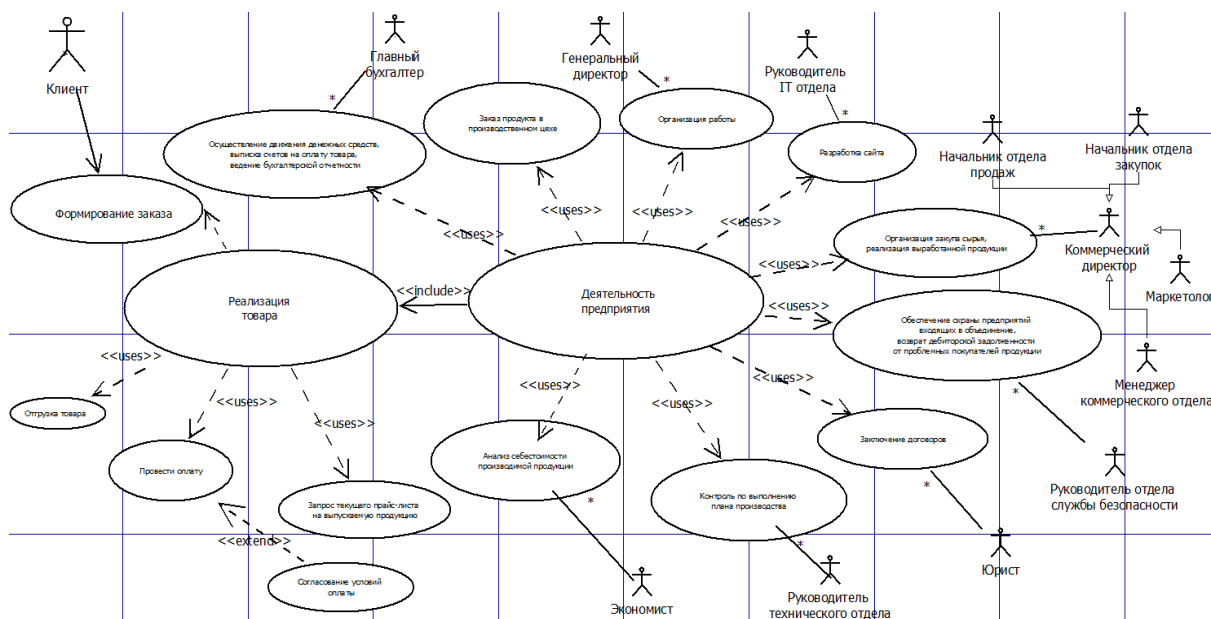 Клиент
Главный
бухгалтер
Генеральный
директор
Руководитель
IT отдела
Начальник отдела
продаж
Начальник отдела
закупок
*
*
*
Осуществление движения денежных средств,
выписка счетов на оплату товара,
ведение бухгалтерской отчетности
Заказ продукта в
производственном цехе
Организация работы
Разработка сайта
Формирование заказа
<<uses>>
<<uses>>
<<uses>>
<<uses>>
Организация закупа сырья,
реализация выработанной продукции
*
Коммерческий
директор
Маркетолог
<<uses>>
Реализация
товара
<<include>>
Деятельность
предприятия
<<uses>>
Обеспечение охраны предприятий
входящих в объединение,
возврат дебиторской задолженности
от проблемных покупателей продукции
Менеджер
коммерческого отдела
*
<<uses>>
<<uses>>
<<uses>>
<<uses>>
<<uses>>
<<uses>>
Отгрузка товара
Провести оплату
Запрос текущего прайс-листа
на выпускаемую продукцию
Анализ себестоимости
производимой продукции
*
Контроль по выполнению
плана производства
*
Заключение договоров
*
Руководитель отдела
службы безопасности
<<extend>>
Согласование условий
оплаты
Экономист
Руководитель
технического отдела
Юрист